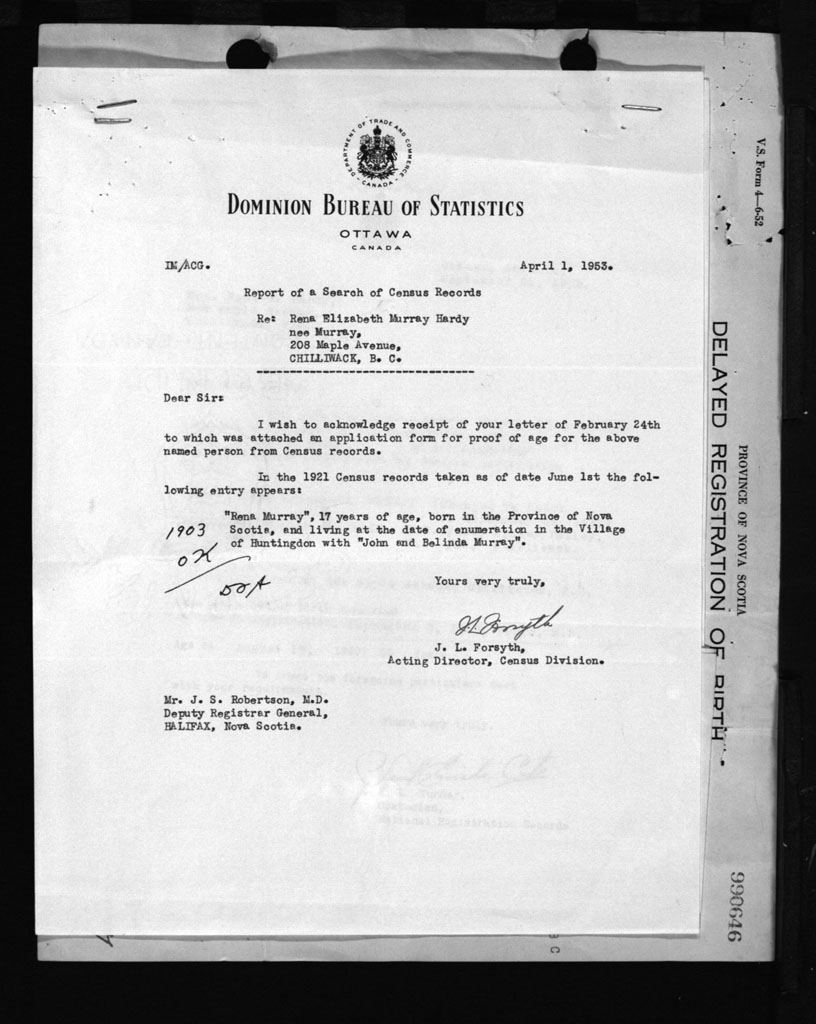 DEPARTMENT OF TRADE AND COMMERCE
CANADA
DOMINION BUREAU OF STATISTICS
OTTAWA
CANADA
IM/ACG.
April 1, 1953.
Report of a Search of Census Records
Re: Rena Elizabeth Murray Hardy
nee Murray,
208 Maple Avenue,
CHILLIWACK, B. C.
Dear Sir:
I wish to acknowledge receipt of your letter of February 24th
to which was attached an application form for proof of age for the above
named person from Census records.
In the 1921 Census records taken as of date June 1st the fol-
lowing entry appears:
"Rena Murray", 17 years of age, born in the Province of Nova
Scotia, and living at the date of enumeration in the Village
of Huntingdon with "John and Belinda Murray".
1903
OK
Yours very truly,
J. L. Forsyth
J. L. Forsyth,
Acting Director, Census Division.
Mr. J. S. Robertson, M.D.
Deputy Registrar General,
HALIFAX, Nova Scotia.
V.S. Form 4—6-52
PROVINCE OF NOVA SCOTIA
DELAYED REGISTRATION OF BIRTH
990646